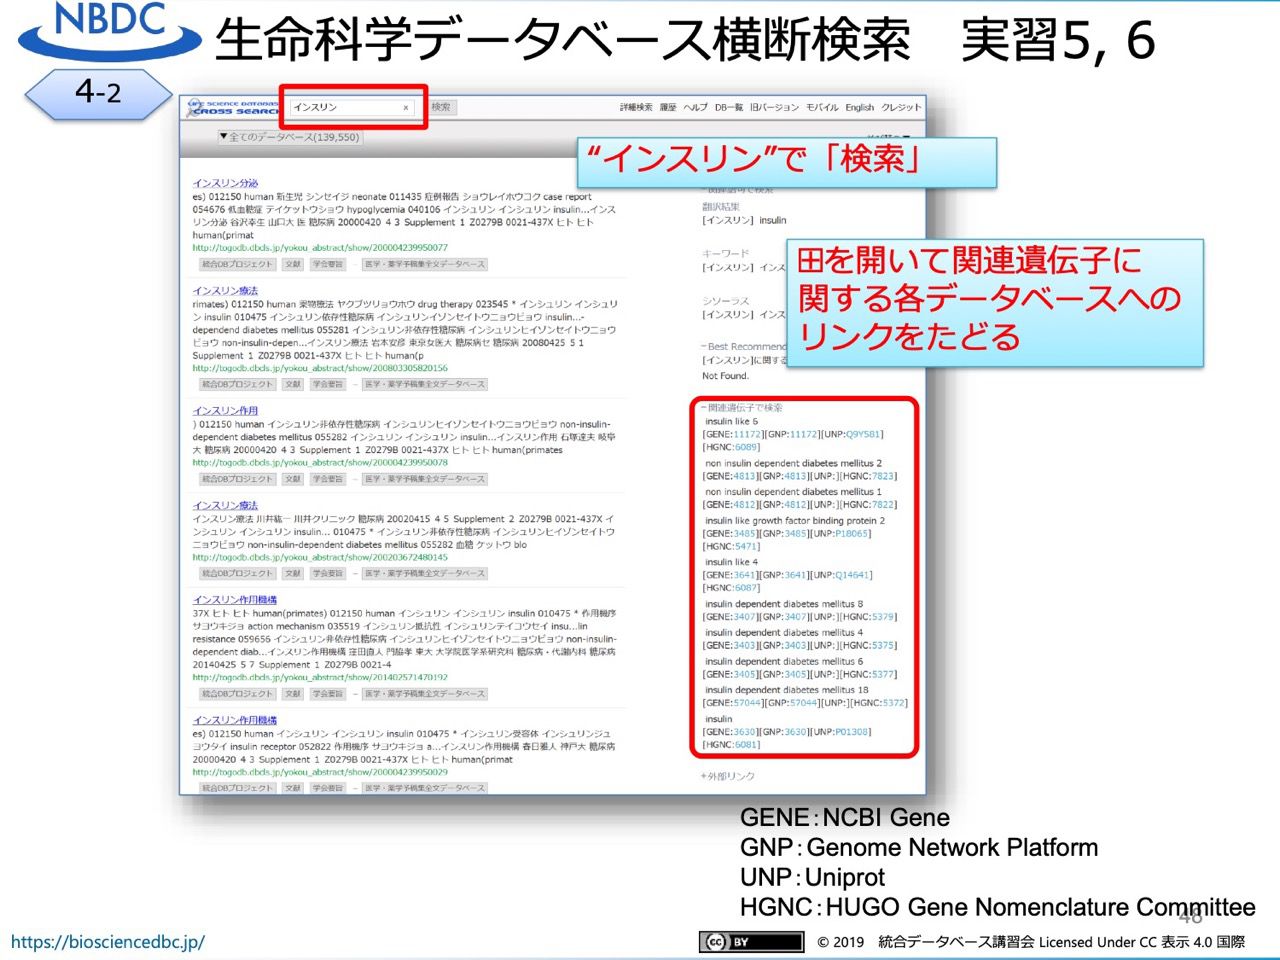 NBDC
生命科学データベース横断検索　実習5, 6
4-2
LIFE SCIENCE DATABASE
CROSS SEARCH
インスリン
×
検索
詳細検索 履歴 ヘルプ DB一覧 旧バージョン モバイル English クレジット
▼全てのデータベース(139,550)
“インスリン”で「検索」
インスリン分泌
es) 012150 human 新生児 シンセイジ neonate 011435 症例報告 ショウレイホウコク case report
054676 低血糖症 テイケットウショウ hypoglycemia 040106 インシュリン インシュリン insulin...インス
リン分泌 谷沢幸生 山口大 医 糖尿病 20000420 4 3 Supplement 1 Z0279B 0021-437X ヒト ヒト
human(primat
http://togodb.dbcls.jp/yokou_abstract/show/200004239950077
統合DBプロジェクト 文献 学会要旨 － 医学・薬学予稿集全文データベース
インスリン療法
rimates) 012150 human 薬物療法 ヤクブツリョウホウ drug therapy 023545 * インシュリン インシュリ
ン insulin 010475 インシュリン依存性糖尿病 インシュリンイゾンセイトウニョウビョウ insulin...-
dependend diabetes mellitus 055281 インシュリン非依存性糖尿病 インシュリンヒイゾンセイトウニョウ
ビョウ non-insulin-depen...インスリン療法 岩本安彦 東京女医大 糖尿病セ 糖尿病 20080425 5 1
Supplement 1 Z0279B 0021-437X ヒト ヒト human(p
http://togodb.dbcls.jp/yokou_abstract/show/200803305820156
統合DBプロジェクト 文献 学会要旨 － 医学・薬学予稿集全文データベース
インスリン作用
) 012150 human インシュリン非依存性糖尿病 インシュリンヒイゾンセイトウニョウビョウ non-insulin-
dependent diabetes mellitus 055282 インシュリン インシュリン insulin...インスリン作用 石塚達夫 岐阜
大 糖尿病 20000420 4 3 Supplement 1 Z0279B 0021-437X ヒト ヒト human(primates
http://togodb.dbcls.jp/yokou_abstract/show/200004239950078
統合DBプロジェクト 文献 学会要旨 － 医学・薬学予稿集全文データベース
インスリン療法
インスリン療法 川井紘一 川井クリニック 糖尿病 20020415 4 5 Supplement 2 Z0279B 0021-437X イ
ンシュリン インシュリン insulin... 010475 * インシュリン非依存性糖尿病 インシュリンヒイゾンセイトウ
ニョウビョウ non-insulin-dependent diabetes mellitus 055282 血糖 ケットウ blo
http://togodb.dbcls.jp/yokou_abstract/show/200203672480145
統合DBプロジェクト 文献 学会要旨 － 医学・薬学予稿集全文データベース
インスリン作用機構
37X ヒト ヒト human(primates) 012150 human インシュリン インシュリン insulin 010475 * 作用機序
サヨウキジョ action mechanism 035519 インシュリン抵抗性 インシュリンテイコウセイ insu...lin
resistance 059656 インシュリン非依存性糖尿病 インシュリンヒイゾンセイトウニョウビョウ non-insulin-
dependent diab...インスリン作用機構 窪田直人 門脇孝 東大 大学院医学系研究科 糖尿病・代謝内科 糖尿病
20140425 5 7 Supplement 1 Z0279B 0021-4
http://togodb.dbcls.jp/yokou_abstract/show/201402571470192
統合DBプロジェクト 文献 学会要旨 － 医学・薬学予稿集全文データベース
インスリン作用機構
es) 012150 human インシュリン インシュリン insulin 010475 * インシュリン受容体 インシュリンジュ
ヨウタイ insulin receptor 052822 作用機序 サヨウキジョ a...インスリン作用機構 春日雅人 神戸大 糖尿病
20000420 4 3 Supplement 1 Z0279B 0021-437X ヒト ヒト human(primat
http://togodb.dbcls.jp/yokou_abstract/show/200004239950029
統合DBプロジェクト 文献 学会要旨 － 医学・薬学予稿集全文データベース
翻訳結果
[インスリン] insulin
キーワード
[インスリン] インス
シソーラス
[インスリン] インス
−Best Recommend
[インスリン]に関する
Not Found.
田を開いて関連遺伝子に
関する各データベースへの
リンクをたどる
−関連遺伝子で検索
insulin like 6
[GENE:11172][GNP:11172][UNP:Q9Y581]
[HGNC:6089]
non insulin dependent diabetes mellitus 2
[GENE:4813][GNP:4813][UNP:][HGNC:7823]
non insulin dependent diabetes mellitus 1
[GENE:4812][GNP:4812][UNP:][HGNC:7822]
insulin like growth factor binding protein 2
[GENE:3485][GNP:3485][UNP:P18065]
[HGNC:5471]
insulin like 4
[GENE:3641][GNP:3641][UNP:Q14641]
[HGNC:6087]
insulin dependent diabetes mellitus 8
[GENE:3407][GNP:3407][UNP:][HGNC:5379]
insulin dependent diabetes mellitus 4
[GENE:3403][GNP:3403][UNP:][HGNC:5375]
insulin dependent diabetes mellitus 6
[GENE:3405][GNP:3405][UNP:][HGNC:5377]
insulin dependent diabetes mellitus 18
[GENE:57044][GNP:57044][UNP:][HGNC:5372]
insulin
[GENE:3630][GNP:3630][UNP:P01308]
[HGNC:6081]
+外部リンク
GENE：NCBI Gene
GNP：Genome Network Platform
UNP：Uniprot
HGNC：HUGO Gene Nomenclature Committee
48
https://biosciencedbc.jp/
CC BY
© 2019　統合データベース講習会 Licensed Under CC 表示 4.0 国際